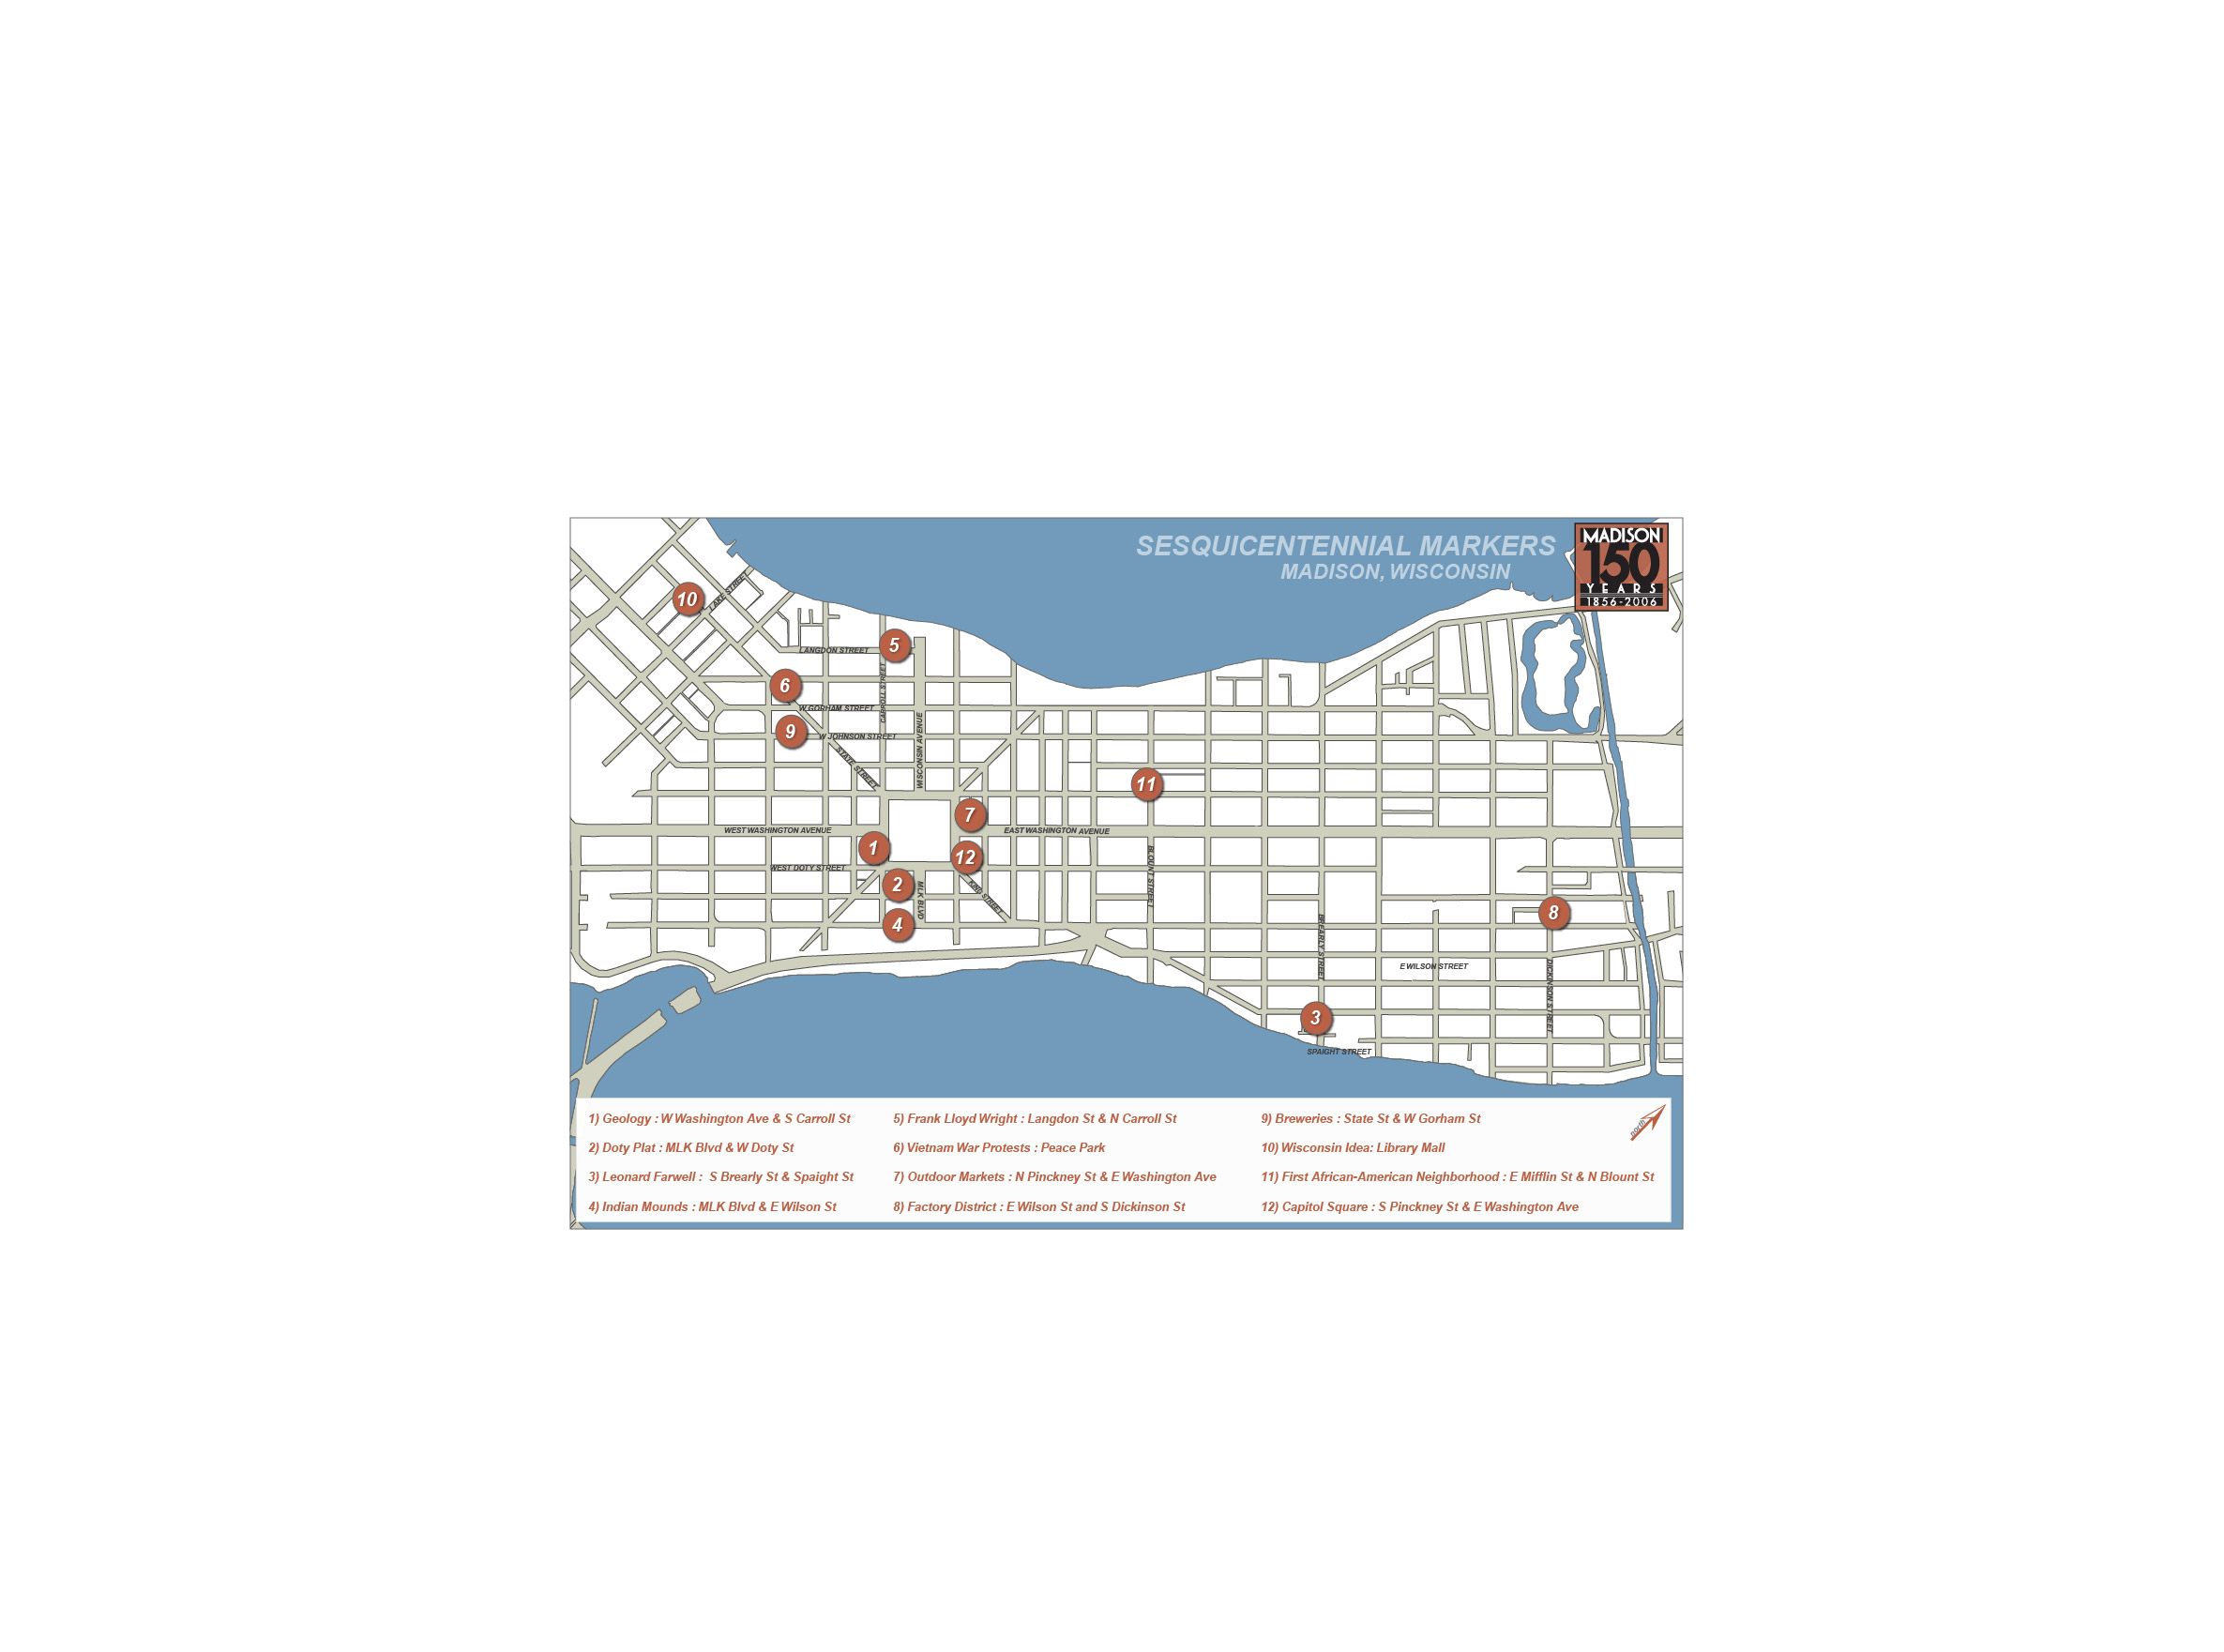 SESQUICENTENNIAL MARKERS
MADISON, WISCONSIN
MADISON
150
YEARS
1856-2006
10
LAKE STREET
5
LANGDON STREET
6
CARROLL STREET
W GORHAM STREET
9
W JOHNSON STREET
WISCONSIN AVENUE
STATE STREET
11
7
WEST WASHINGTON AVENUE
EAST WASHINGTON AVENUE
1
12
WEST DOTY STREET
BLOUNT STREET
2
MLK BLVD
KING STREET
4
8
BREARLY STREET
E WILSON STREET
DICKINSON STREET
3
SPAIGHT STREET
1) Geology : W Washington Ave & S Carroll St
2) Doty Plat : MLK Blvd & W Doty St
3) Leonard Farwell : S Brearly St & Spaight St
4) Indian Mounds : MLK Blvd & E Wilson St
5) Frank Lloyd Wright : Langdon St & N Carroll St
6) Vietnam War Protests : Peace Park
7) Outdoor Markets : N Pinckney St & E Washington Ave
8) Factory District : E Wilson St and S Dickinson St
9) Breweries : State St & W Gorham St
10) Wisconsin Idea: Library Mall
11) First African-American Neighborhood : E Mifflin St & N Blount St
12) Capitol Square : S Pinckney St & E Washington Ave
north